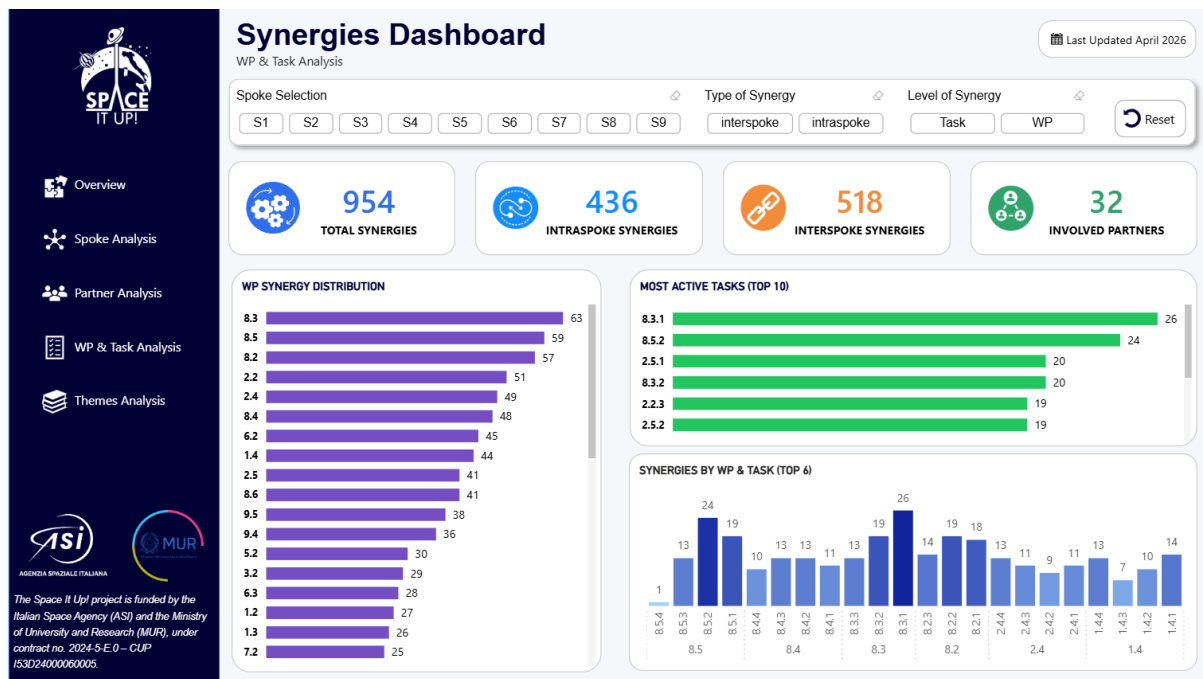 SPACE
IT UP!
Overview
Spoke Analysis
Partner Analysis
WP & Task Analysis
Themes Analysis
ASI
AGENZIA SPAZIALE ITALIANA
MUR
The Space It Up! project is funded by the
Italian Space Agency (ASI) and the Ministry
of University and Research (MUR), under
contract no. 2024-5-E.0 – CUP
I53D24000060005.
Synergies Dashboard
WP & Task Analysis
Last Updated April 2026
Spoke Selection
S1 S2 S3 S4 S5 S6 S7 S8 S9
Type of Synergy
interspoke intraspoke
Level of Synergy
Task WP
Reset
954
TOTAL SYNERGIES
436
INTRASPOKE SYNERGIES
518
INTERSPOKE SYNERGIES
32
INVOLVED PARTNERS
WP SYNERGY DISTRIBUTION
8.3 63
8.5 59
8.2 57
2.2 51
2.4 49
8.4 48
6.2 45
1.4 44
2.5 41
8.6 41
9.5 38
9.4 36
5.2 30
3.2 29
6.3 28
1.2 27
1.3 26
7.2 25
MOST ACTIVE TASKS (TOP 10)
8.3.1 26
8.5.2 24
2.5.1 20
8.3.2 20
2.2.3 19
2.5.2 19
SYNERGIES BY WP & TASK (TOP 6)
1 13 24 19 10 13 13 11 13 19 26 14 19 18 13 11 9 11 13 7 10 14
8.5.4 8.5.3 8.5.2 8.5.1 8.4.4 8.4.3 8.4.2 8.4.1 8.3.3 8.3.2 8.3.1 8.2.3 8.2.2 8.2.1 2.4.4 2.4.3 2.4.2 2.4.1 1.4.4 1.4.3 1.4.2 1.4.1
8.5 8.4 8.3 8.2 2.4 1.4